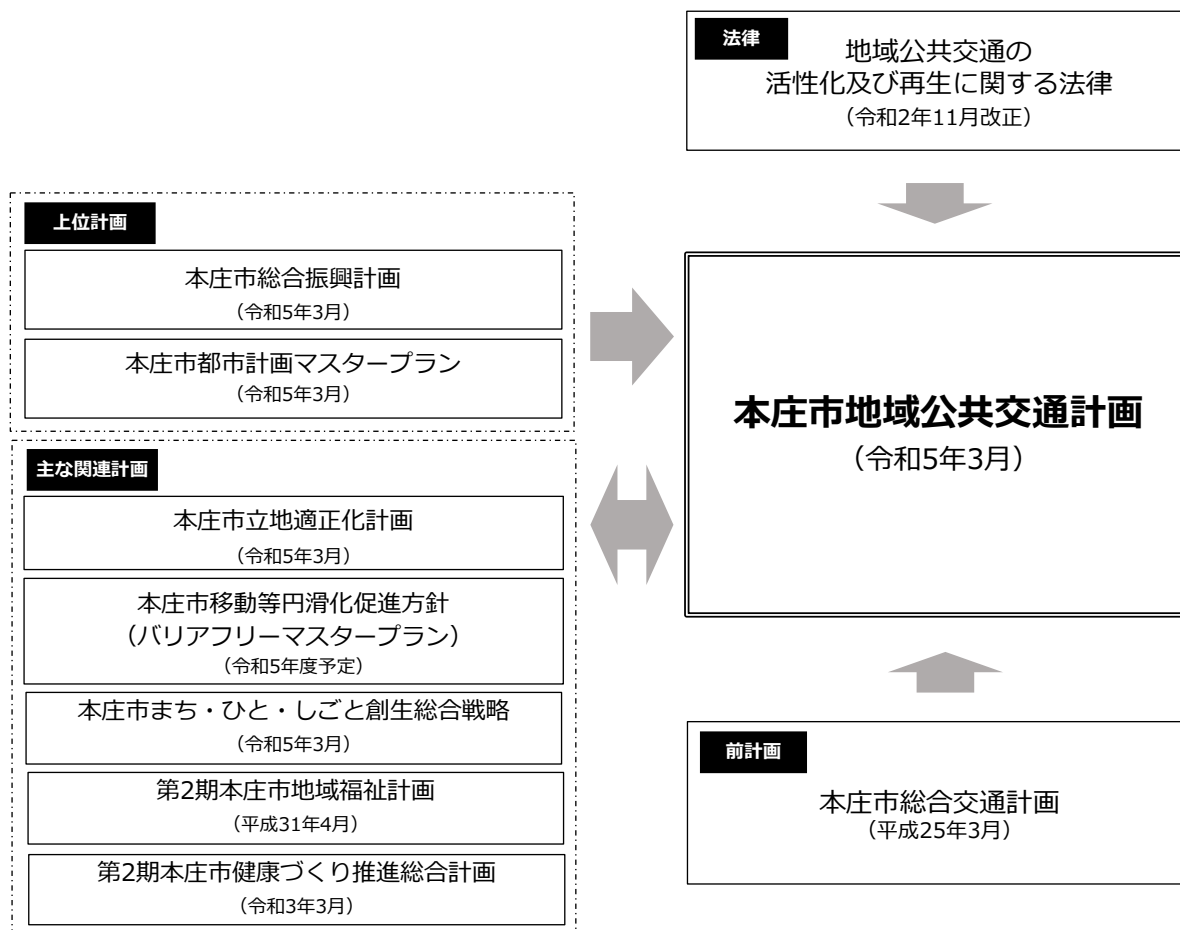 法律
地域公共交通の
活性化及び再生に関する法律
（令和2年11月改正）
上位計画
本庄市総合振興計画
（令和5年3月）
本庄市都市計画マスタープラン
（令和5年3月）
主な関連計画
本庄市立地適正化計画
（令和5年3月）
本庄市移動等円滑化促進方針
（バリアフリーマスタープラン）
（令和5年度予定）
本庄市まち・ひと・しごと創生総合戦略
（令和5年3月）
第2期本庄市地域福祉計画
（平成31年4月）
第2期本庄市健康づくり推進総合計画
（令和3年3月）
本庄市地域公共交通計画
（令和5年3月）
前計画
本庄市総合交通計画
（平成25年3月）